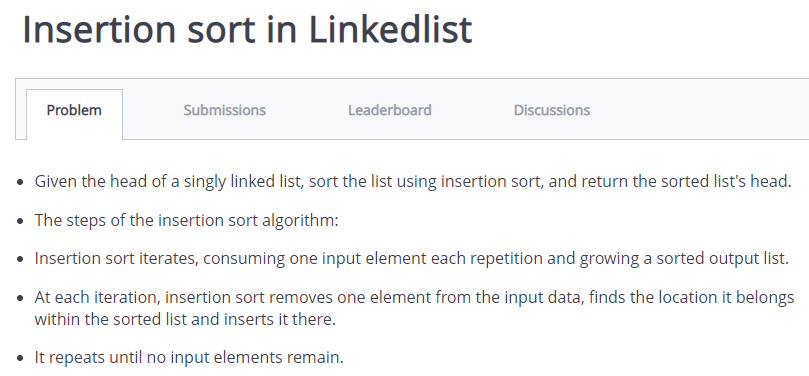 Insertion sort in Linkedlist
Problem Submissions Leaderboard Discussions
• Given the head of a singly linked list, sort the list using insertion sort, and return the sorted list's head.
• The steps of the insertion sort algorithm:
• Insertion sort iterates, consuming one input element each repetition and growing a sorted output list.
• At each iteration, insertion sort removes one element from the input data, finds the location it belongs
within the sorted list and inserts it there.
• It repeats until no input elements remain.